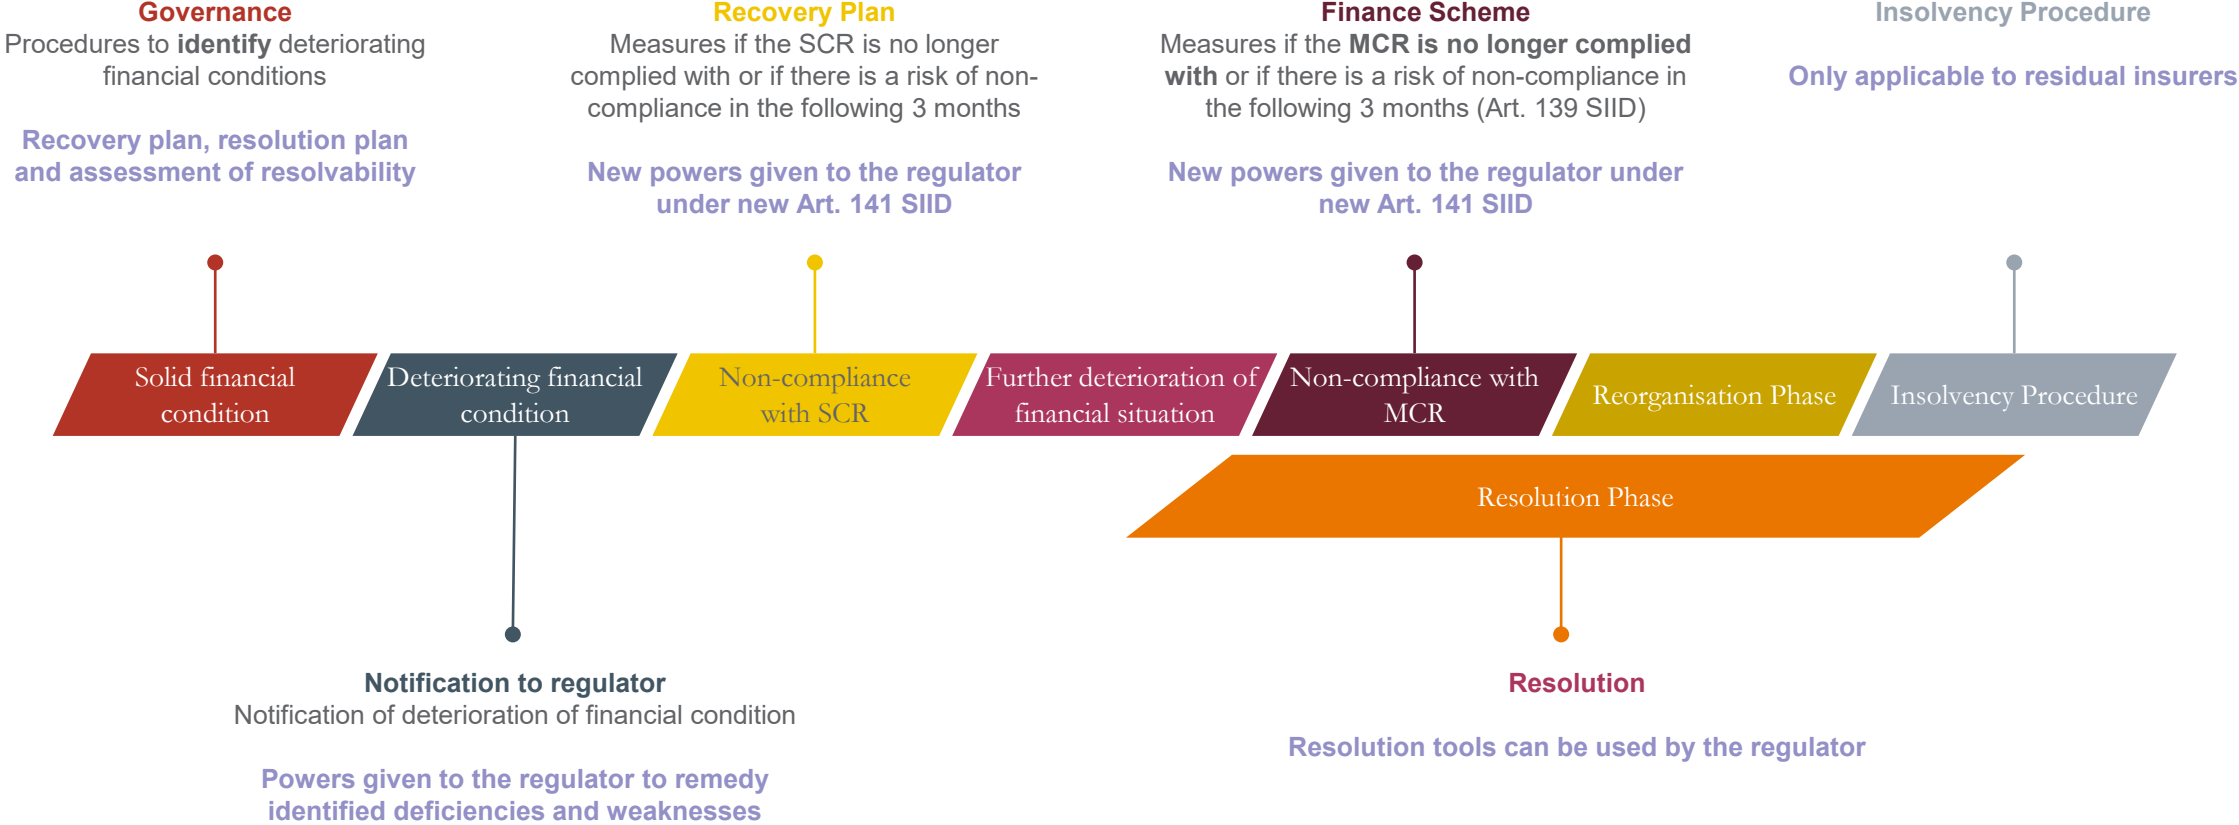 Governance
Procedures to identify deteriorating
financial conditions
Recovery plan, resolution plan
and assessment of resolvability
Recovery Plan
Measures if the SCR is no longer
complied with or if there is a risk of non-
compliance in the following 3 months
New powers given to the regulator
under new Art. 141 SIID
Finance Scheme
Measures if the MCR is no longer complied
with or if there is a risk of non-compliance in
the following 3 months (Art. 139 SIID)
New powers given to the regulator under
new Art. 141 SIID
Insolvency Procedure
Only applicable to residual insurers
Solid financial
condition
Deteriorating financial
condition
Non-compliance
with SCR
Further deterioration of
financial situation
Non-compliance with
MCR
Reorganisation Phase
Insolvency Procedure
Resolution Phase
Notification to regulator
Notification of deterioration of financial condition
Powers given to the regulator to remedy
identified deficiencies and weaknesses
Resolution
Resolution tools can be used by the regulator